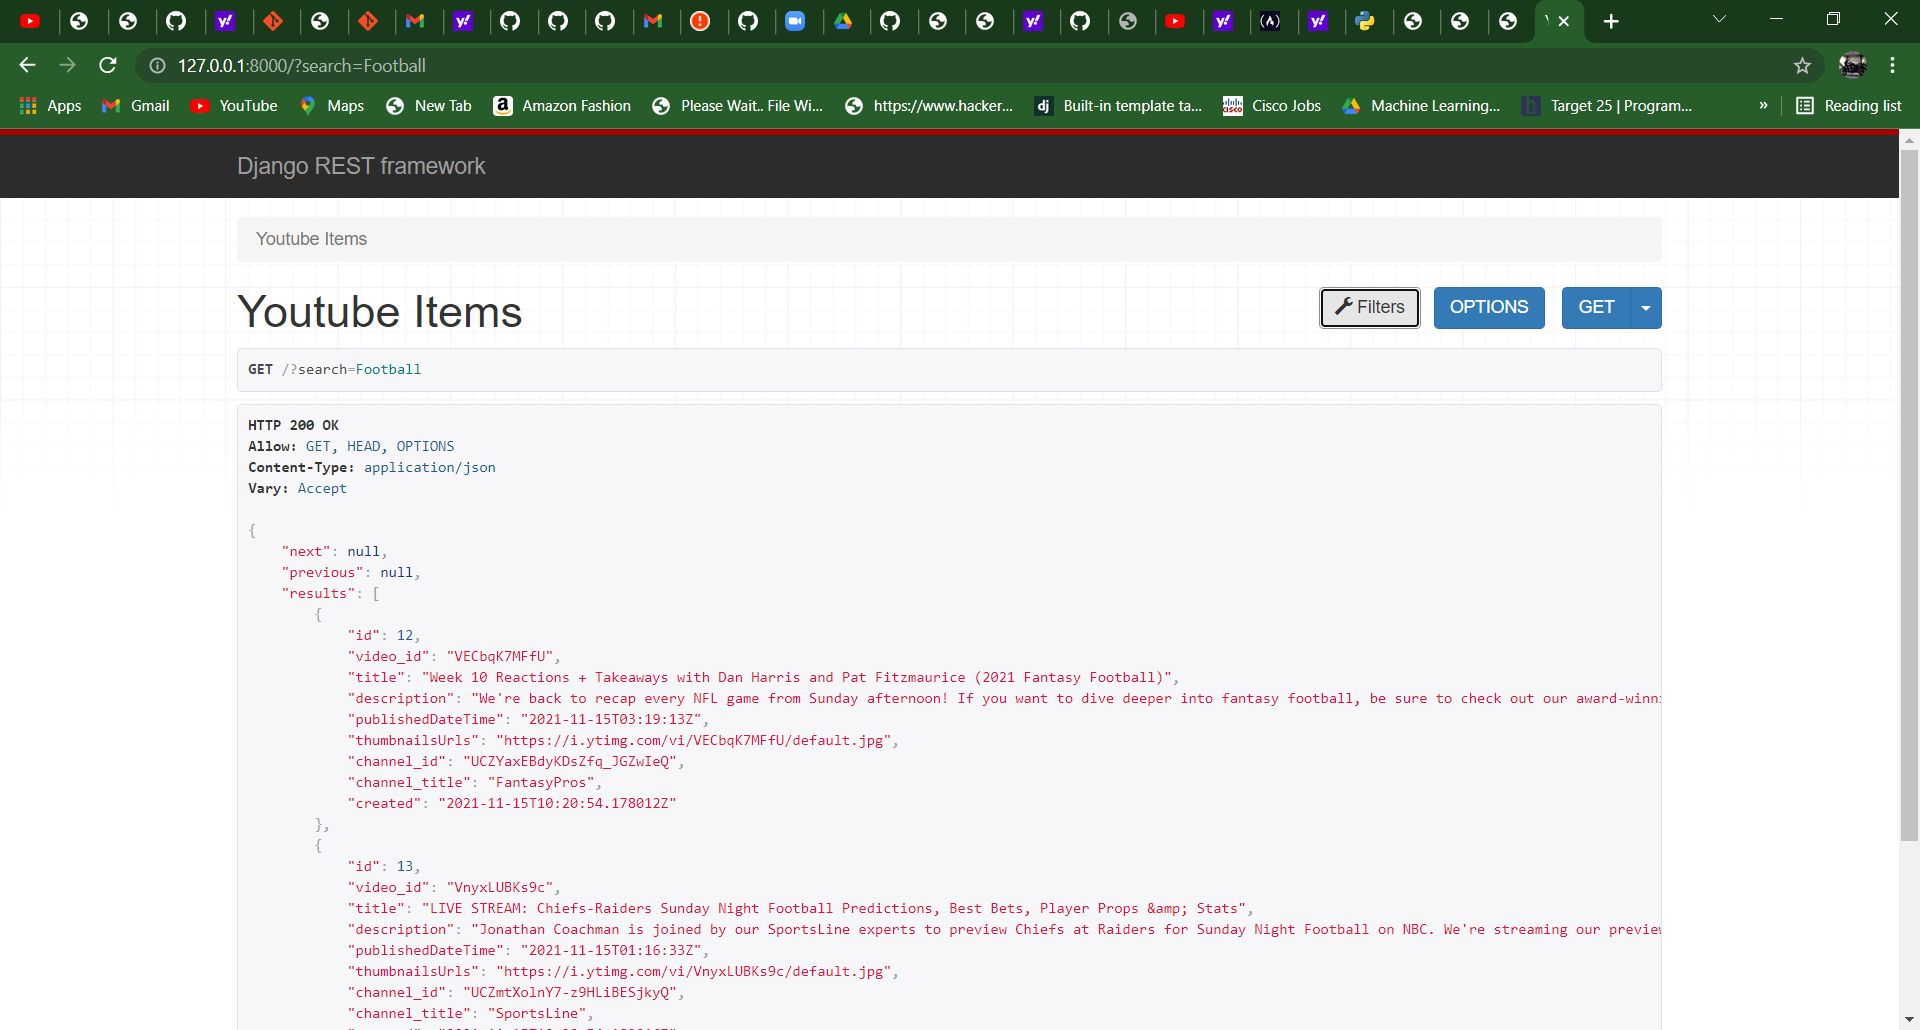 127.0.0.1:8000/?search=Football
Apps Gmail YouTube Maps New Tab Amazon Fashion Please Wait.. File Wi... https://www.hacker... Built-in template ta... Cisco Jobs Machine Learning... Target 25 | Program... » Reading list
Django REST framework
Youtube Items
Youtube Items Filters OPTIONS GET
GET /?search=Football
HTTP 200 OK
Allow: GET, HEAD, OPTIONS
Content-Type: application/json
Vary: Accept
{
"next": null,
"previous": null,
"results": [
{
"id": 12,
"video_id": "VECbqK7MFfU",
"title": "Week 10 Reactions + Takeaways with Dan Harris and Pat Fitzmaurice (2021 Fantasy Football)",
"description": "We're back to recap every NFL game from Sunday afternoon! If you want to dive deeper into fantasy football, be sure to check out our award-winni
"publishedDateTime": "2021-11-15T03:19:13Z",
"thumbnailsUrls": "https://i.ytimg.com/vi/VECbqK7MFfU/default.jpg",
"channel_id": "UCZYaxEBdyKDsZfq_JGZwIeQ",
"channel_title": "FantasyPros",
"created": "2021-11-15T10:20:54.178012Z"
},
{
"id": 13,
"video_id": "VnyxLUBKs9c",
"title": "LIVE STREAM: Chiefs-Raiders Sunday Night Football Predictions, Best Bets, Player Props &amp; Stats",
"description": "Jonathan Coachman is joined by our SportsLine experts to preview Chiefs at Raiders for Sunday Night Football on NBC. We're streaming our preview
"publishedDateTime": "2021-11-15T01:16:33Z",
"thumbnailsUrls": "https://i.ytimg.com/vi/VnyxLUBKs9c/default.jpg",
"channel_id": "UCZmtXolnY7-z9HLiBESjkyQ",
"channel_title": "SportsLine",